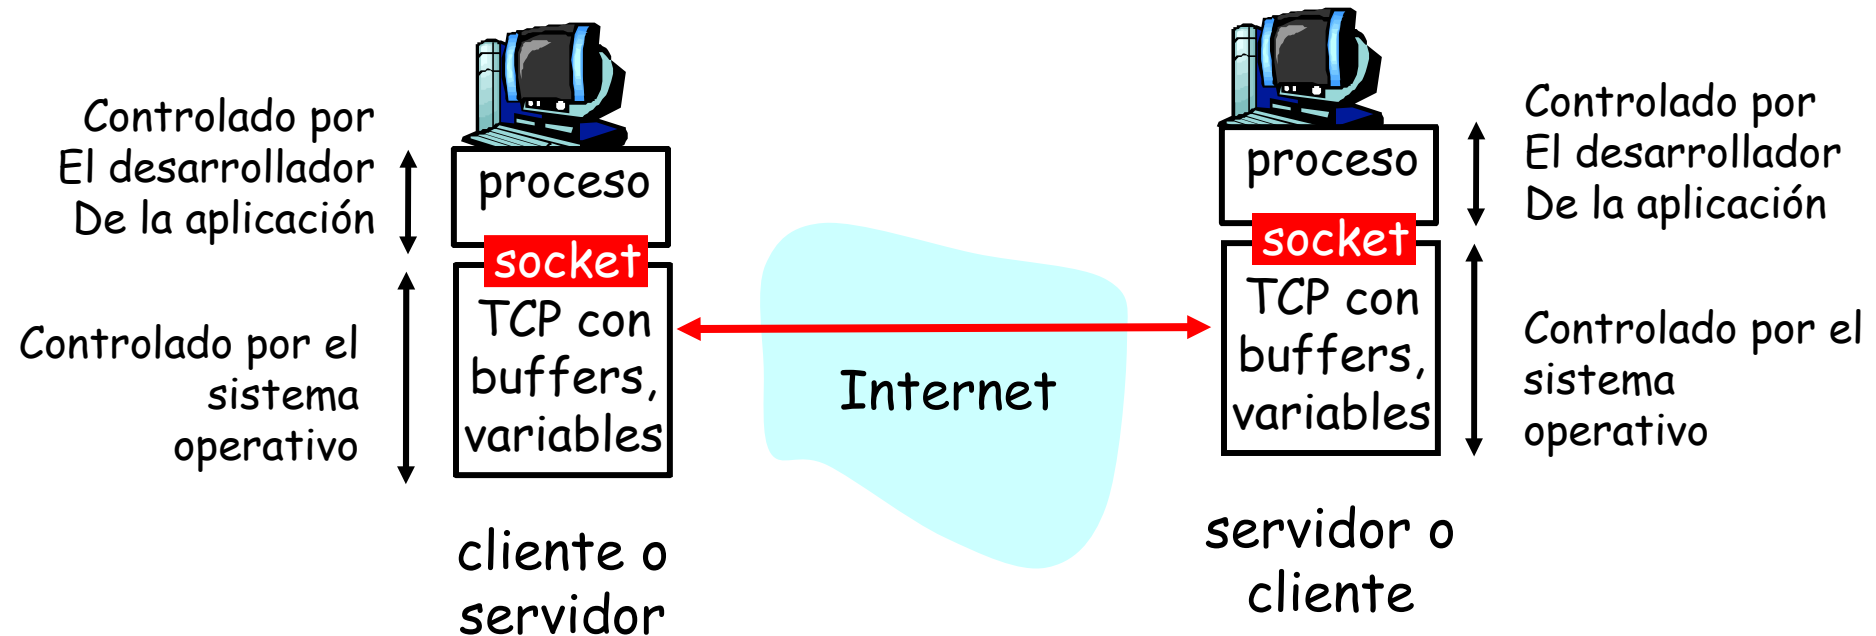 Controlado por
El desarrollador
De la aplicación
Controlado por el
sistema
operativo
proceso
socket
TCP con
buffers,
variables
cliente o
servidor
Internet
proceso
socket
TCP con
buffers,
variables
servidor o
cliente
Controlado por
El desarrollador
De la aplicación
Controlado por el
sistema
operativo